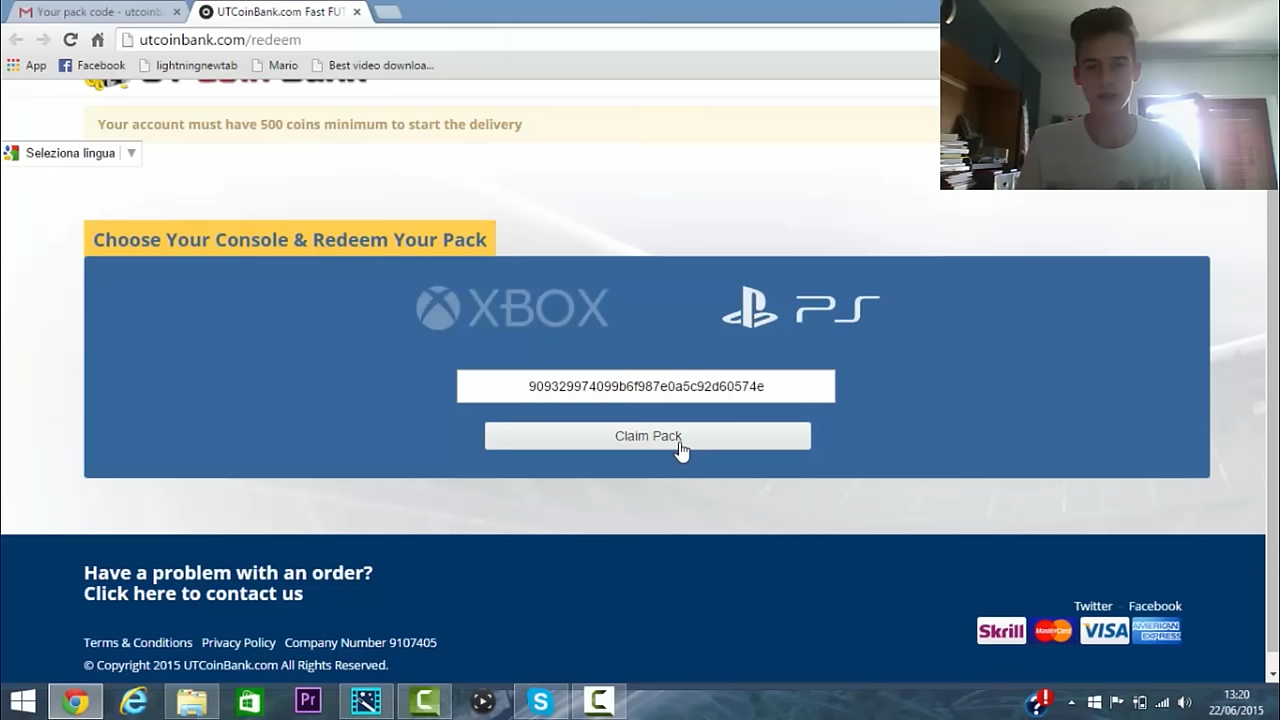 Your pack code - utcoinb
UTCoinBank.com Fast FUT
utcoinbank.com/redeem
App
Facebook
lightningnewtab
Mario
Best video downloa...
Your account must have 500 coins minimum to start the delivery
Seleziona lingua
Choose Your Console & Redeem Your Pack
XBOX
PS
909329974099b6f987e0a5c92d60574e
Claim Pack
Have a problem with an order?
Click here to contact us
Twitter
Facebook
Skrill
MasterCard
VISA
AMERICAN EXPRESS
Terms & Conditions
Privacy Policy
Company Number 9107405
© Copyright 2015 UTCoinBank.com All Rights Reserved.
Pr
13:20
22/06/2015